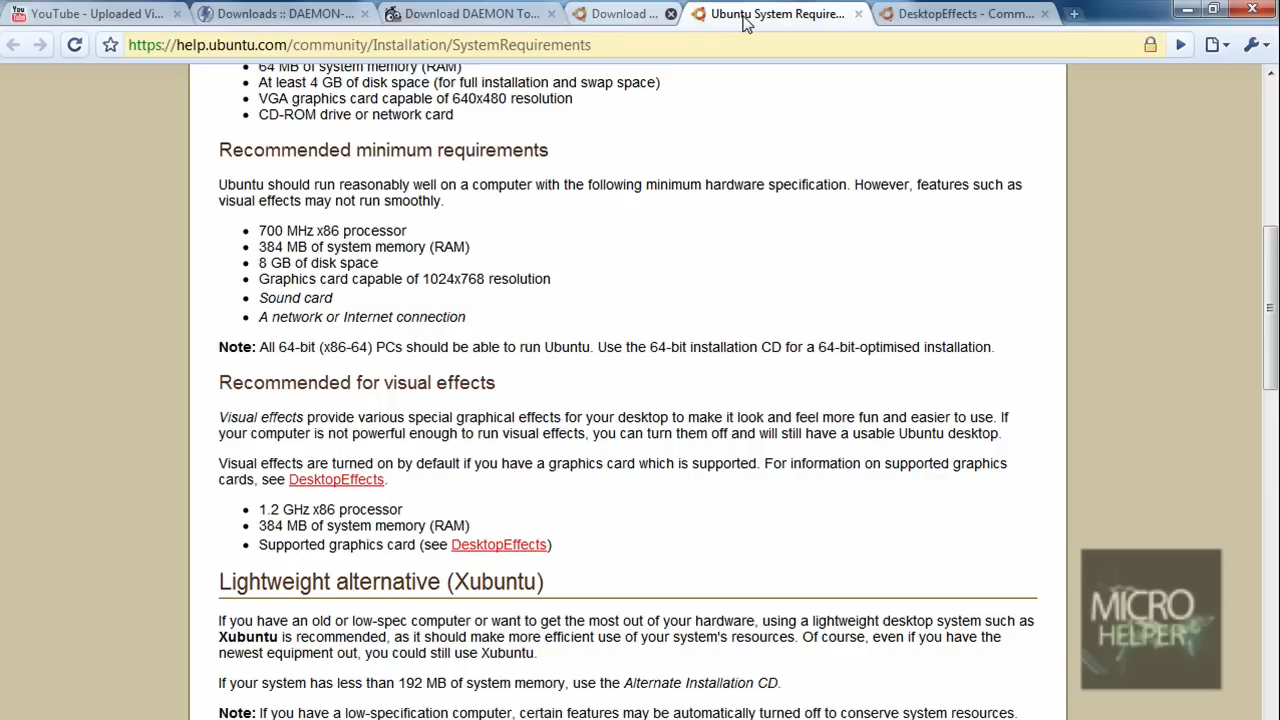 YouTube - Uploaded Vi...
Downloads :: DAEMON-...
Download DAEMON To...
Download ...
Ubuntu System Require...
DesktopEffects - Comm...
https://help.ubuntu.com/community/Installation/SystemRequirements
64 MB of system memory (RAM)
At least 4 GB of disk space (for full installation and swap space)
VGA graphics card capable of 640x480 resolution
CD-ROM drive or network card
Recommended minimum requirements
Ubuntu should run reasonably well on a computer with the following minimum hardware specification. However, features such as
visual effects may not run smoothly.
700 MHz x86 processor
384 MB of system memory (RAM)
8 GB of disk space
Graphics card capable of 1024x768 resolution
Sound card
A network or Internet connection
Note: All 64-bit (x86-64) PCs should be able to run Ubuntu. Use the 64-bit installation CD for a 64-bit-optimised installation.
Recommended for visual effects
Visual effects provide various special graphical effects for your desktop to make it look and feel more fun and easier to use. If
your computer is not powerful enough to run visual effects, you can turn them off and will still have a usable Ubuntu desktop.
Visual effects are turned on by default if you have a graphics card which is supported. For information on supported graphics
cards, see DesktopEffects.
1.2 GHz x86 processor
384 MB of system memory (RAM)
Supported graphics card (see DesktopEffects)
Lightweight alternative (Xubuntu)
If you have an old or low-spec computer or want to get the most out of your hardware, using a lightweight desktop system such as
Xubuntu is recommended, as it should make more efficient use of your system's resources. Of course, even if you have the
newest equipment out, you could still use Xubuntu.
If your system has less than 192 MB of system memory, use the Alternate Installation CD.
Note: If you have a low-specification computer, certain features may be automatically turned off to conserve system resources.
MICRO
HELPER